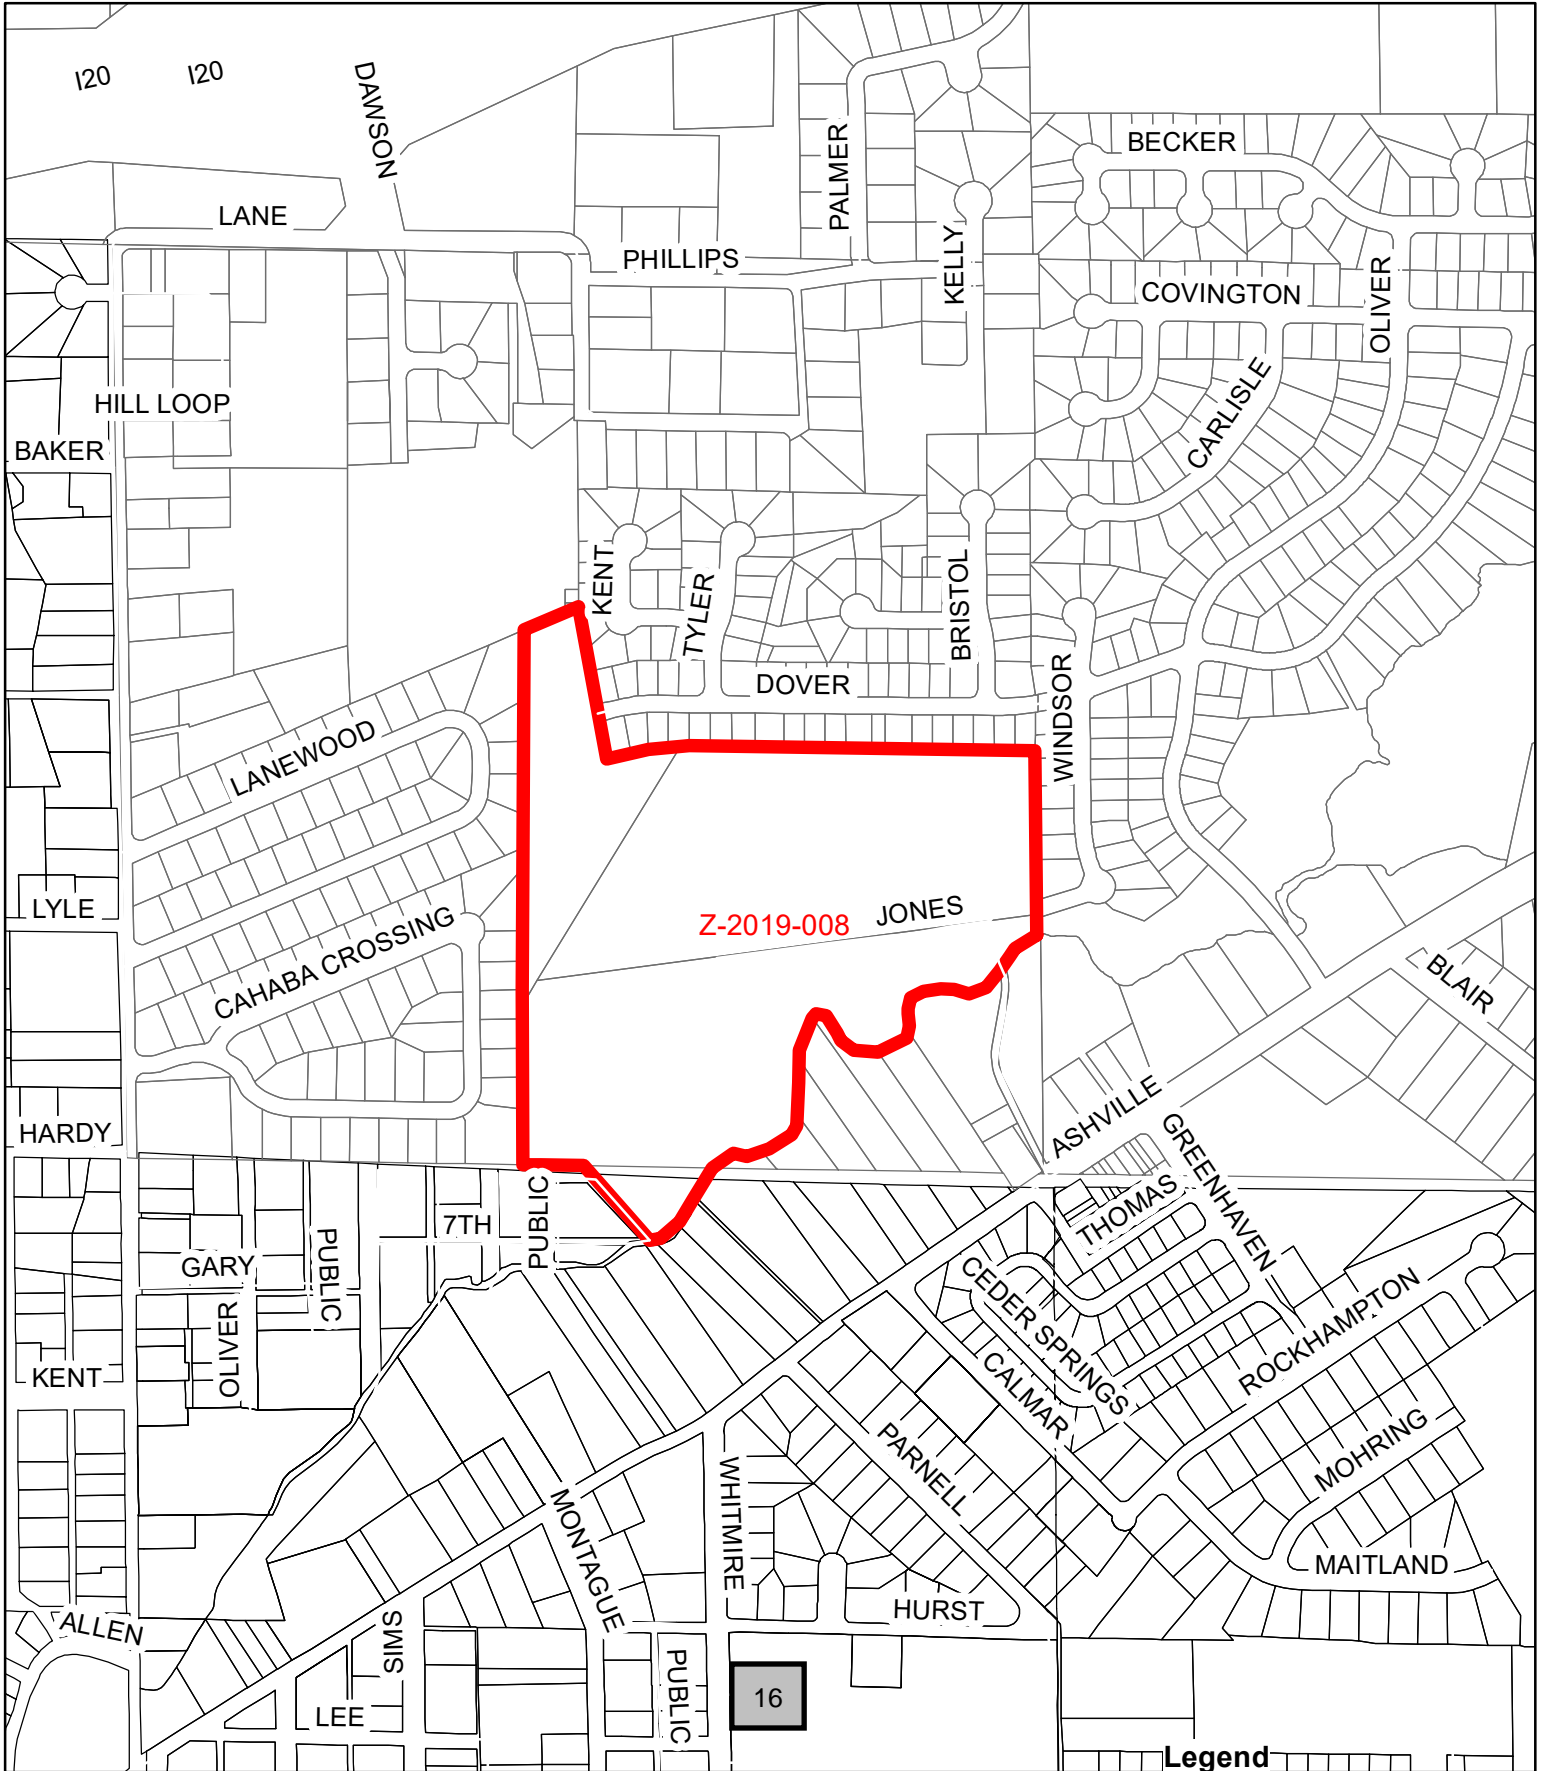 I20
I20
DAWSON
PALMER
BECKER
LANE
PHILLIPS
KELLY
COVINGTON
OLIVER
HILL LOOP
CARLISLE
BAKER
KENT
TYLER
BRISTOL
DOVER
WINDSOR
LANEWOOD
LYLE
Z-2019-008
JONES
CAHABA CROSSING
BLAIR
HARDY
ASHVILLE
GREENHAVEN
THOMAS
PUBLIC
7TH
GARY
PUBLIC
OLIVER
KENT
CEDER SPRINGS
CALMAR
ROCKHAMPTON
MOHRING
PARNELL
WHITMIRE
MONTAGUE
MAITLAND
HURST
ALLEN
SIMS
LEE
PUBLIC
16
Legend